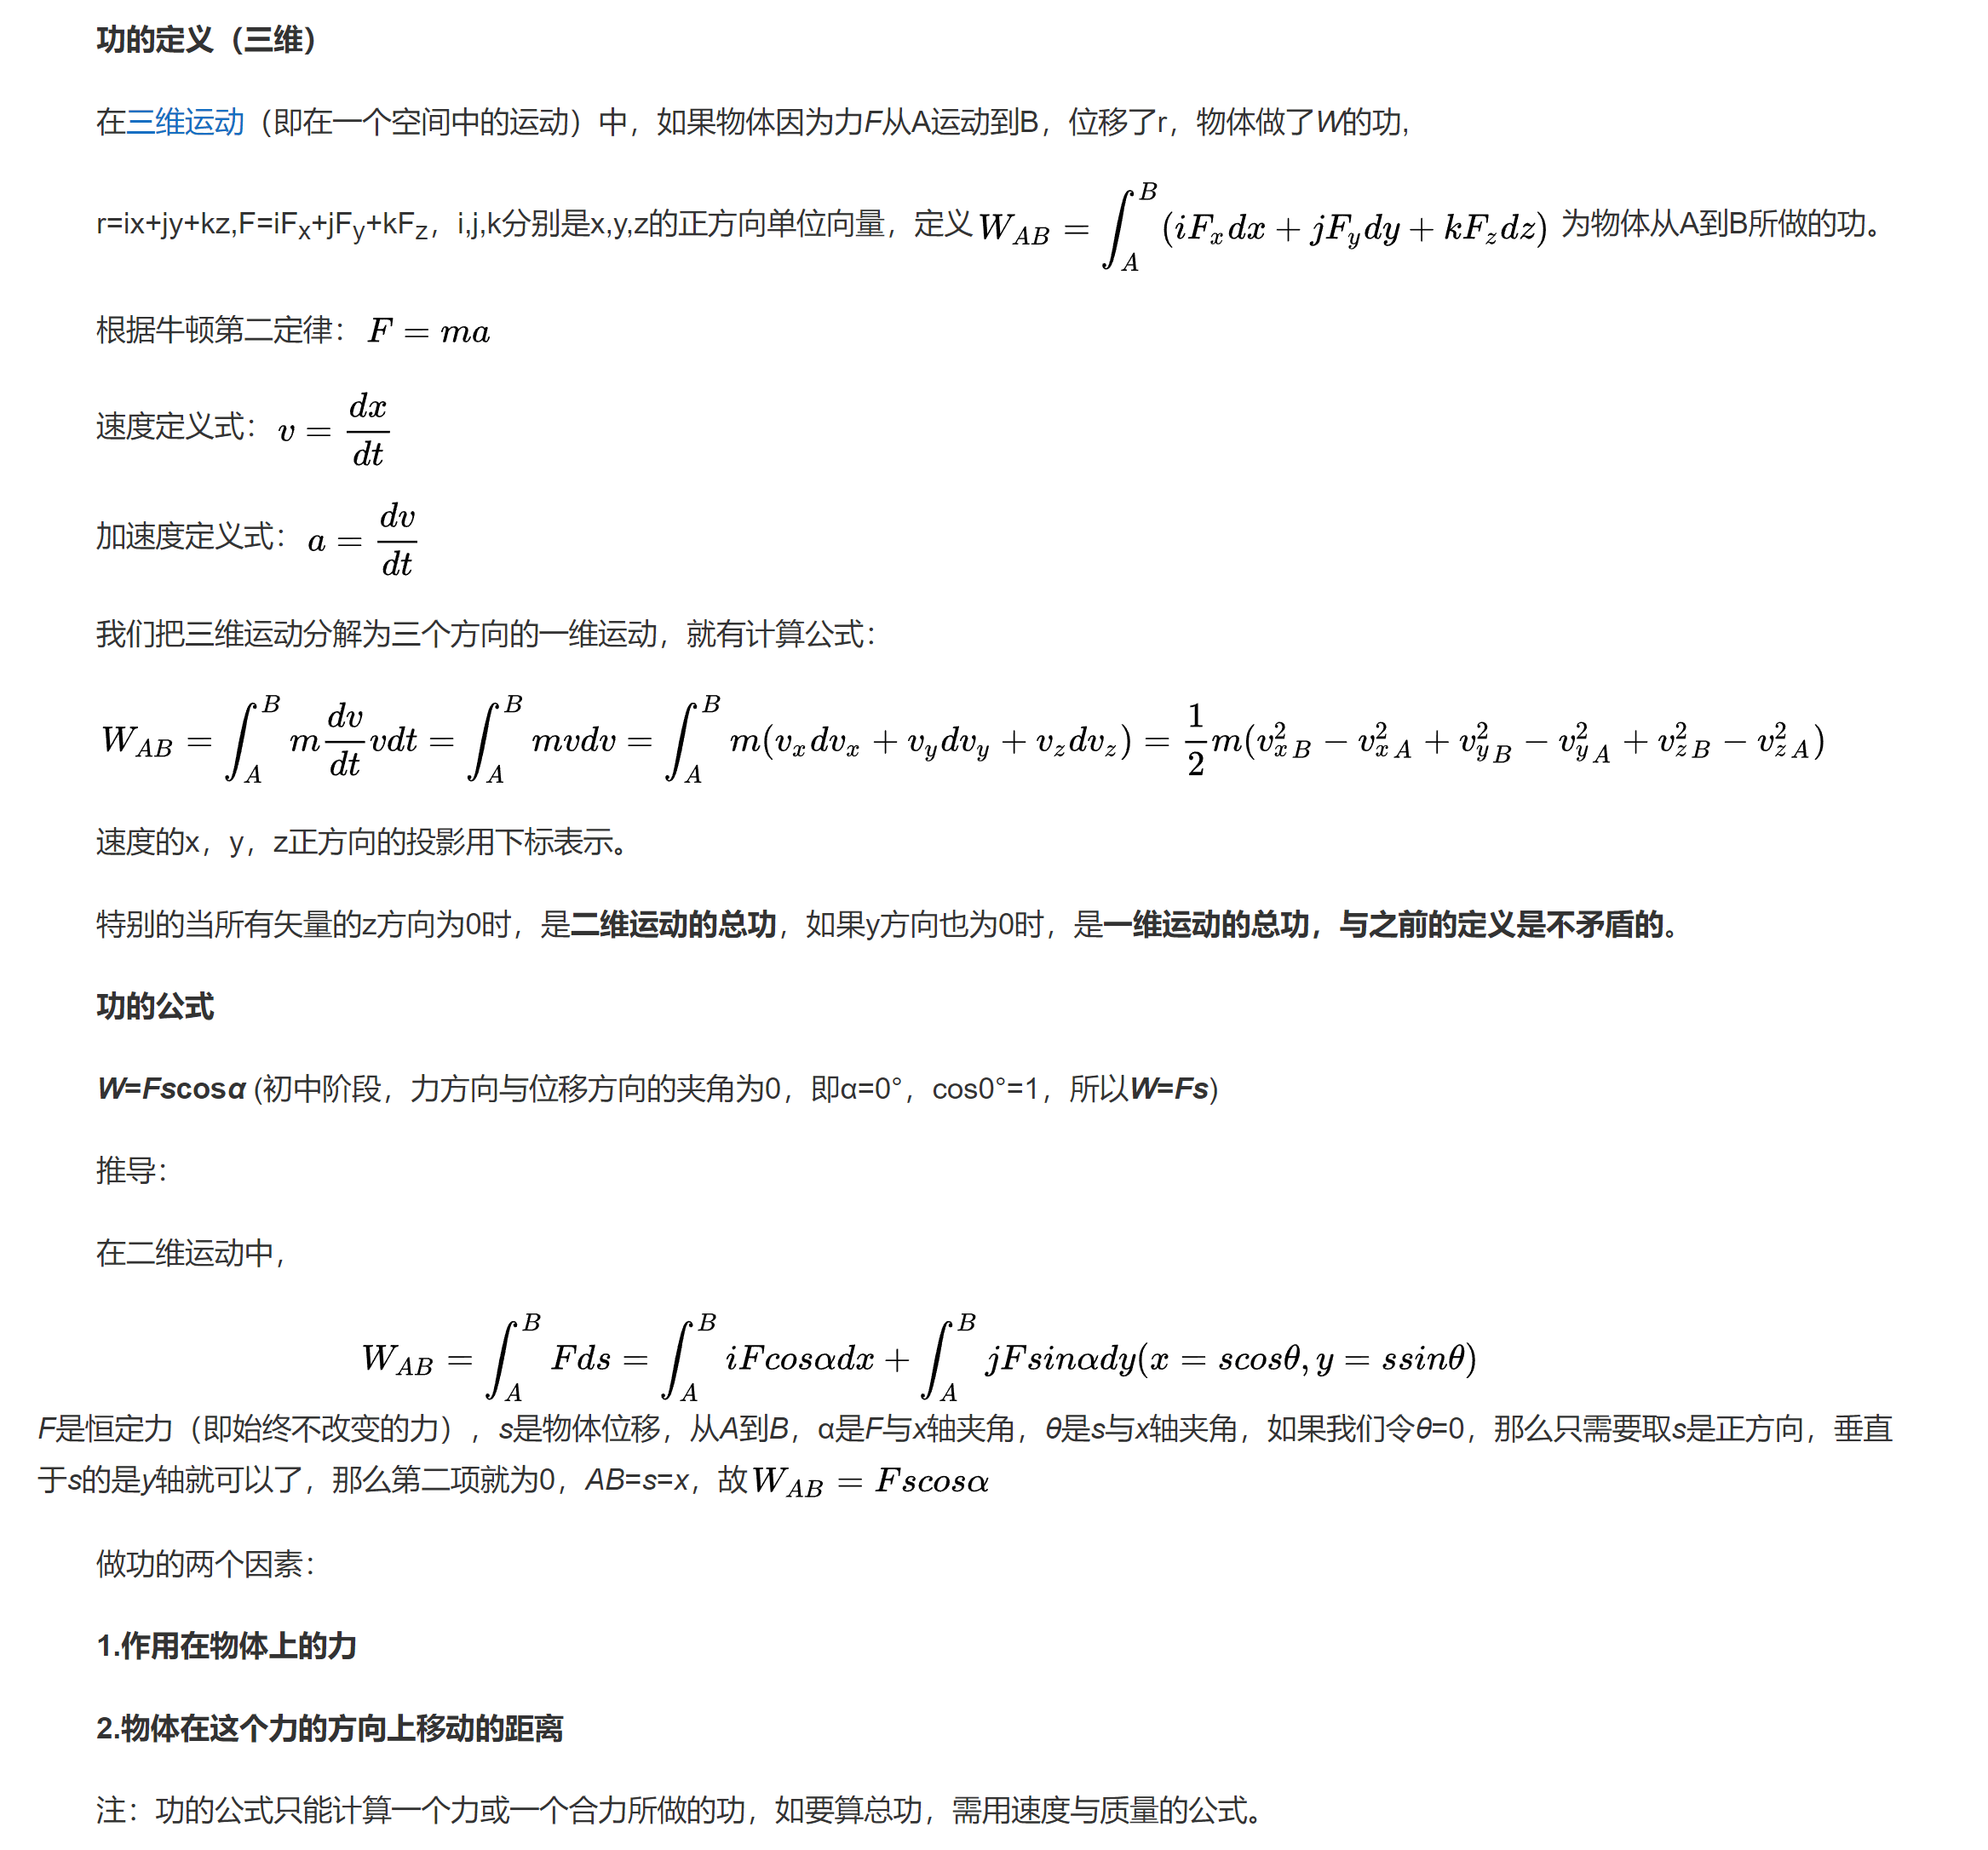 功的定义（三维）
在三维运动（即在一个空间中的运动）中，如果物体因为力F从A运动到B，位移了r，物体做了W的功,
r=ix+jy+kz,F=iFx+jFy+kFz，i,j,k分别是x,y,z的正方向单位向量，定义 $W_{AB}=\int_A^B(iF_xdx+jF_ydy+kF_zdz)$ 为物体从A到B所做的功。
根据牛顿第二定律： $F=ma$
速度定义式： $v=\frac{dx}{dt}$
加速度定义式： $a=\frac{dv}{dt}$
我们把三维运动分解为三个方向的一维运动，就有计算公式：
$W_{AB}=\int_A^B m\frac{dv}{dt}vdt=\int_A^B mvdv=\int_A^B m(v_xdv_x+v_ydv_y+v_zdv_z)=\frac{1}{2}m(v_{x\,B}^2-v_{x\,A}^2+v_{y\,B}^2-v_{y\,A}^2+v_{z\,B}^2-v_{z\,A}^2)$
速度的x，y，z正方向的投影用下标表示。
特别的当所有矢量的z方向为0时，是二维运动的总功，如果y方向也为0时，是一维运动的总功，与之前的定义是不矛盾的。
功的公式
W=Fscosα (初中阶段，力方向与位移方向的夹角为0，即α=0°，cos0°=1，所以W=Fs)
推导：
在二维运动中，
$W_{AB}=\int_A^B Fds=\int_A^B iFcos\alpha dx+\int_A^B jFsin\alpha dy(x=scos\theta,y=ssin\theta)$
F是恒定力（即始终不改变的力），s是物体位移，从A到B，α是F与x轴夹角，θ是s与x轴夹角，如果我们令θ=0，那么只需要取s是正方向，垂直
于s的是y轴就可以了，那么第二项就为0，AB=s=x，故 $W_{AB}=Fscos\alpha$
做功的两个因素：
1.作用在物体上的力
2.物体在这个力的方向上移动的距离
注：功的公式只能计算一个力或一个合力所做的功，如要算总功，需用速度与质量的公式。